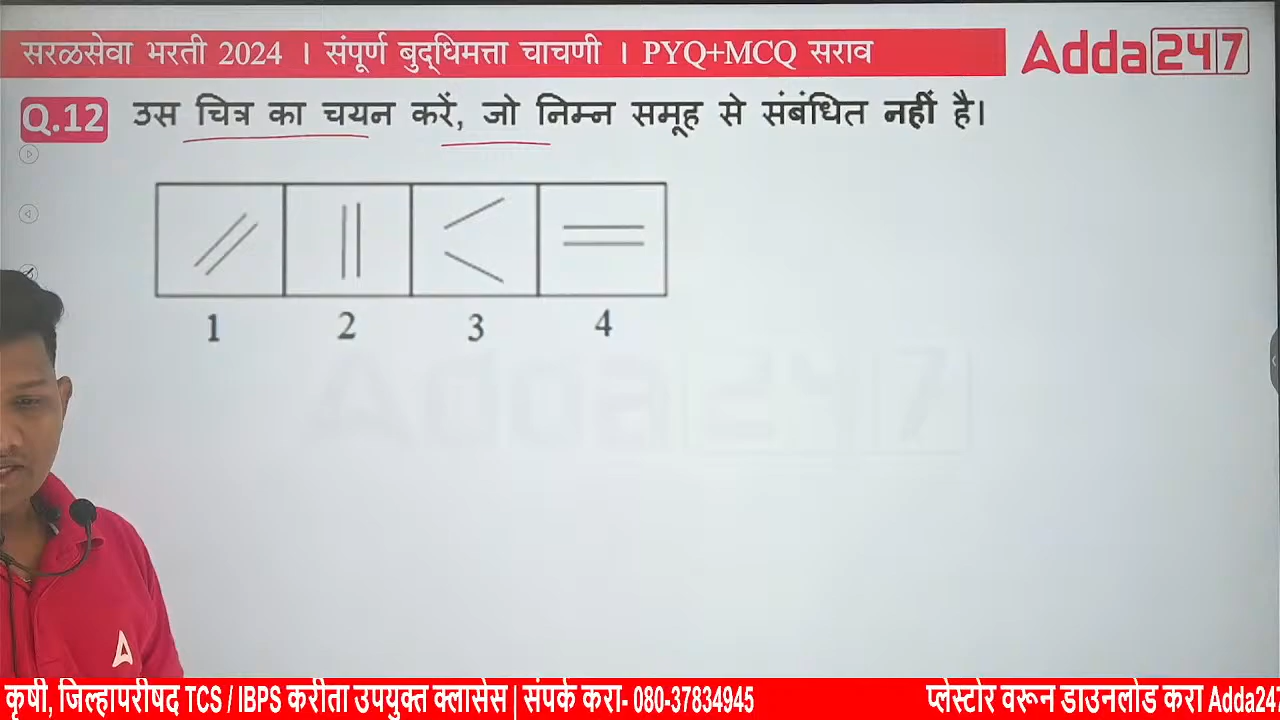 सरळसेवा भरती 2024 । संपूर्ण बुद्धिमत्ता चाचणी । PYQ+MCQ सराव
Adda247
Q.12 उस चित्र का चयन करें, जो निम्न समूह से संबंधित नहीं है।
1 2 3 4
Adda247
कृषी, जिल्हापरीषद TCS / IBPS करीता उपयुक्त क्लासेस | संपर्क करा- 080-37834945 प्लेस्टोर वरून डाउनलोड करा Adda247